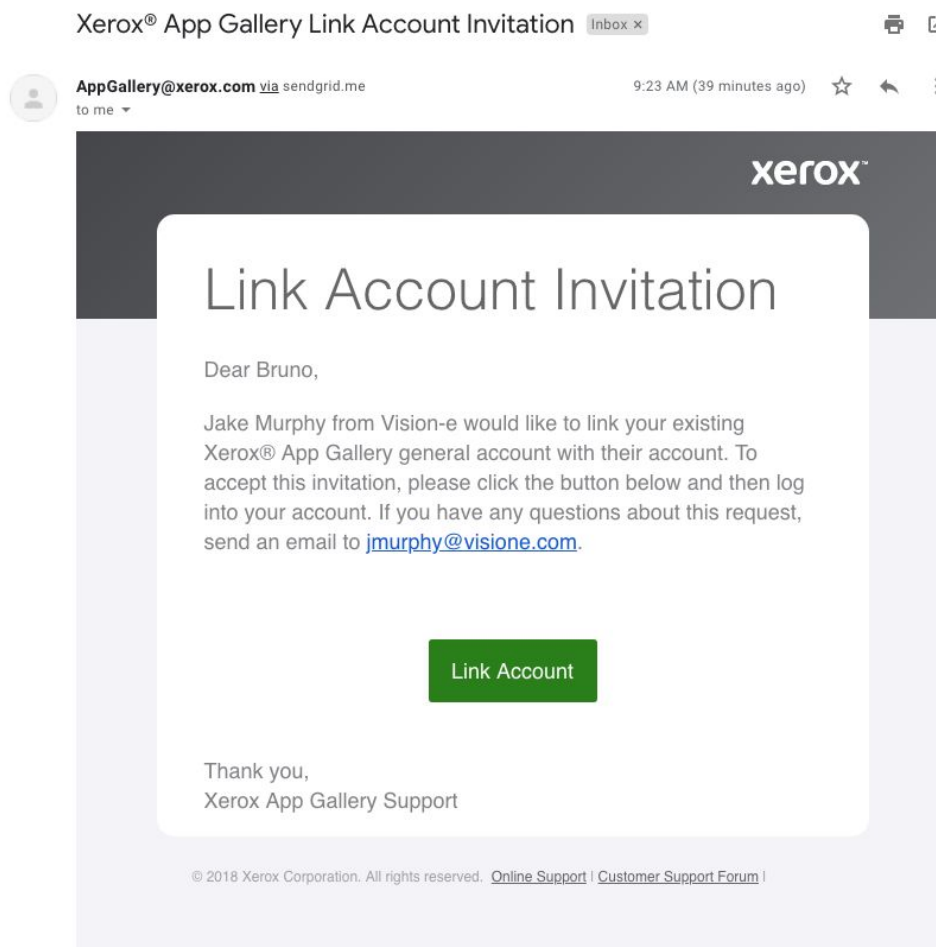 Xerox® App Gallery Link Account Invitation Inbox ×
AppGallery@xerox.com via sendgrid.me 9:23 AM (39 minutes ago)
to me
xerox™
Link Account Invitation
Dear Bruno,
Jake Murphy from Vision-e would like to link your existing
Xerox® App Gallery general account with their account. To
accept this invitation, please click the button below and then log
into your account. If you have any questions about this request,
send an email to jmurphy@visione.com.
Link Account
Thank you,
Xerox App Gallery Support
© 2018 Xerox Corporation. All rights reserved. Online Support | Customer Support Forum |